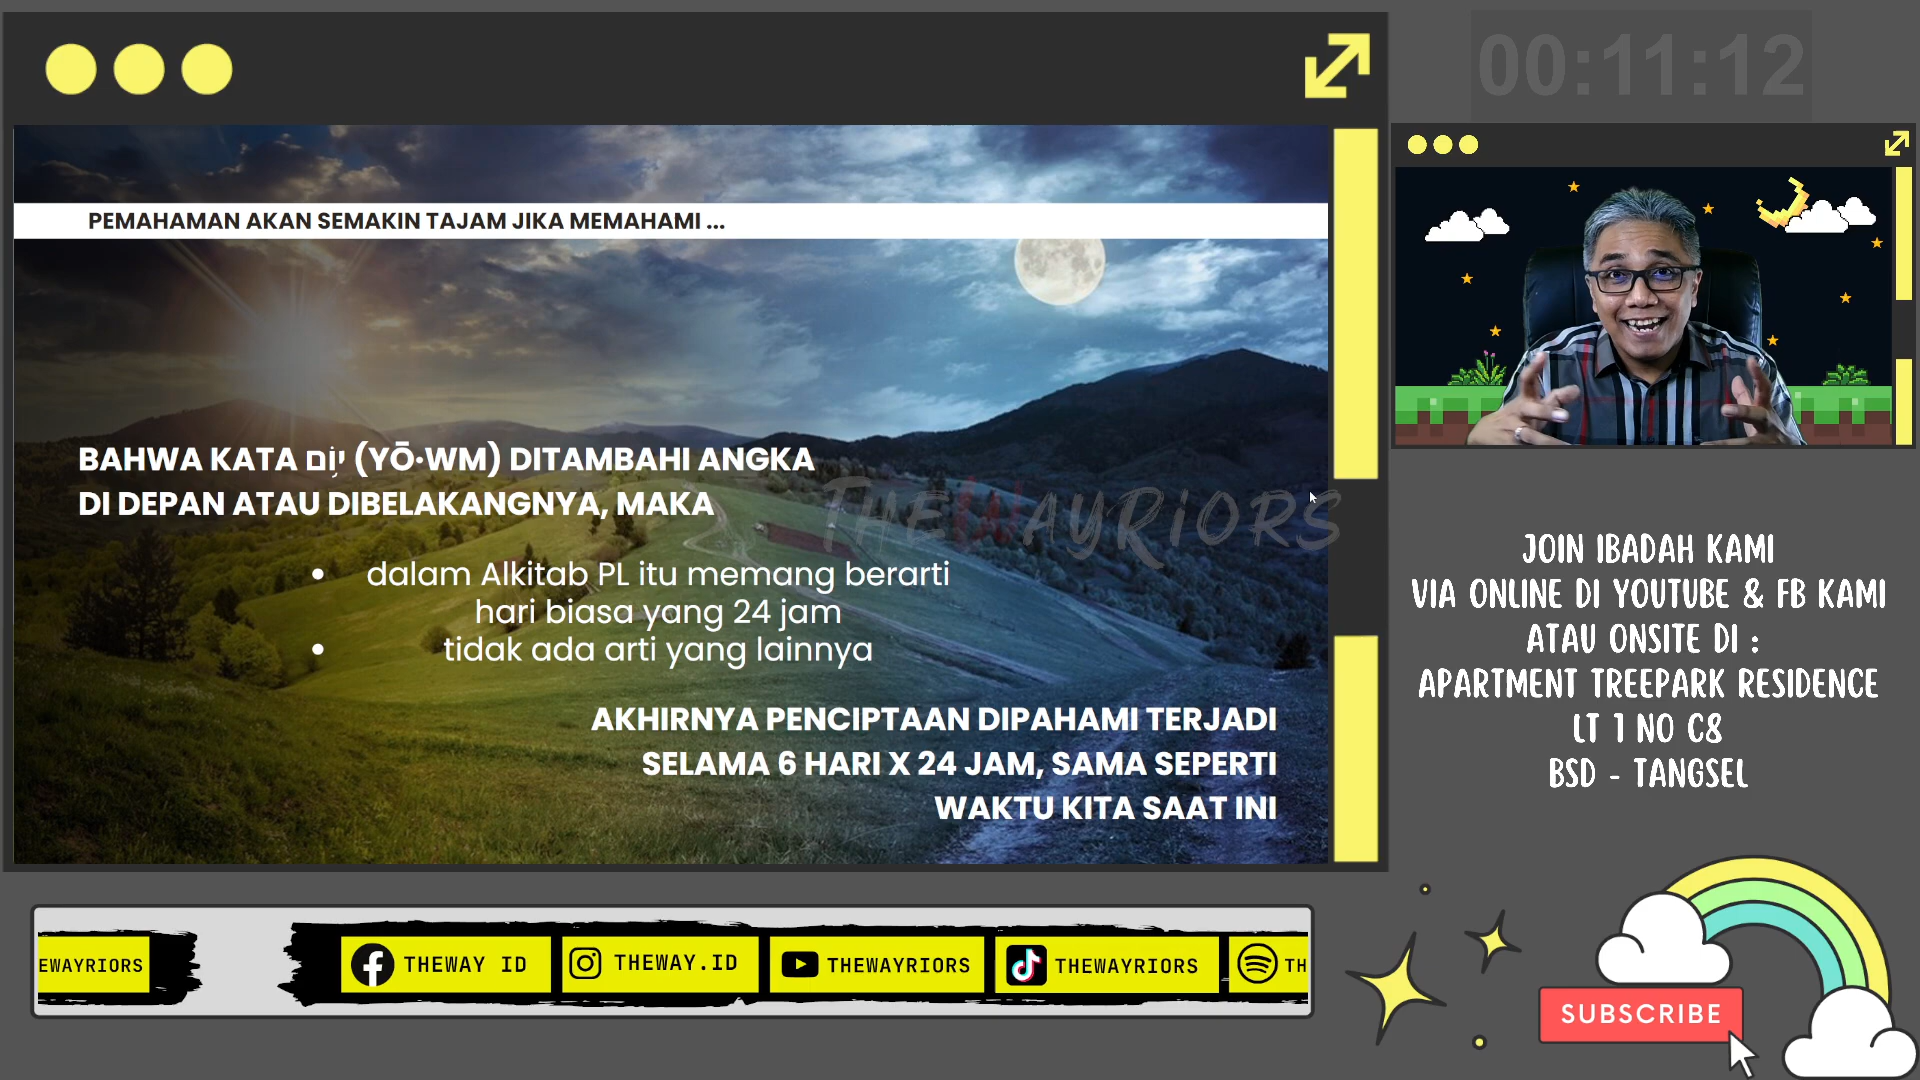 00:11:12
PEMAHAMAN AKAN SEMAKIN TAJAM JIKA MEMAHAMI ...
BAHWA KATA יוֹם (YŌ·WM) DITAMBAHI ANGKA
DI DEPAN ATAU DIBELAKANGNYA, MAKA
• dalam Alkitab PL itu memang berarti
hari biasa yang 24 jam
• tidak ada arti yang lainnya
AKHIRNYA PENCIPTAAN DIPAHAMI TERJADI
SELAMA 6 HARI X 24 JAM, SAMA SEPERTI
WAKTU KITA SAAT INI
THEWAYRIORS
JOIN IBADAH KAMI
VIA ONLINE DI YOUTUBE & FB KAMI
ATAU ONSITE DI :
APARTMENT TREEPARK RESIDENCE
LT 1 NO C8
BSD - TANGSEL
EWAYRIORS
THEWAY ID
THEWAY.ID
THEWAYRIORS
THEWAYRIORS
TH
SUBSCRIBE